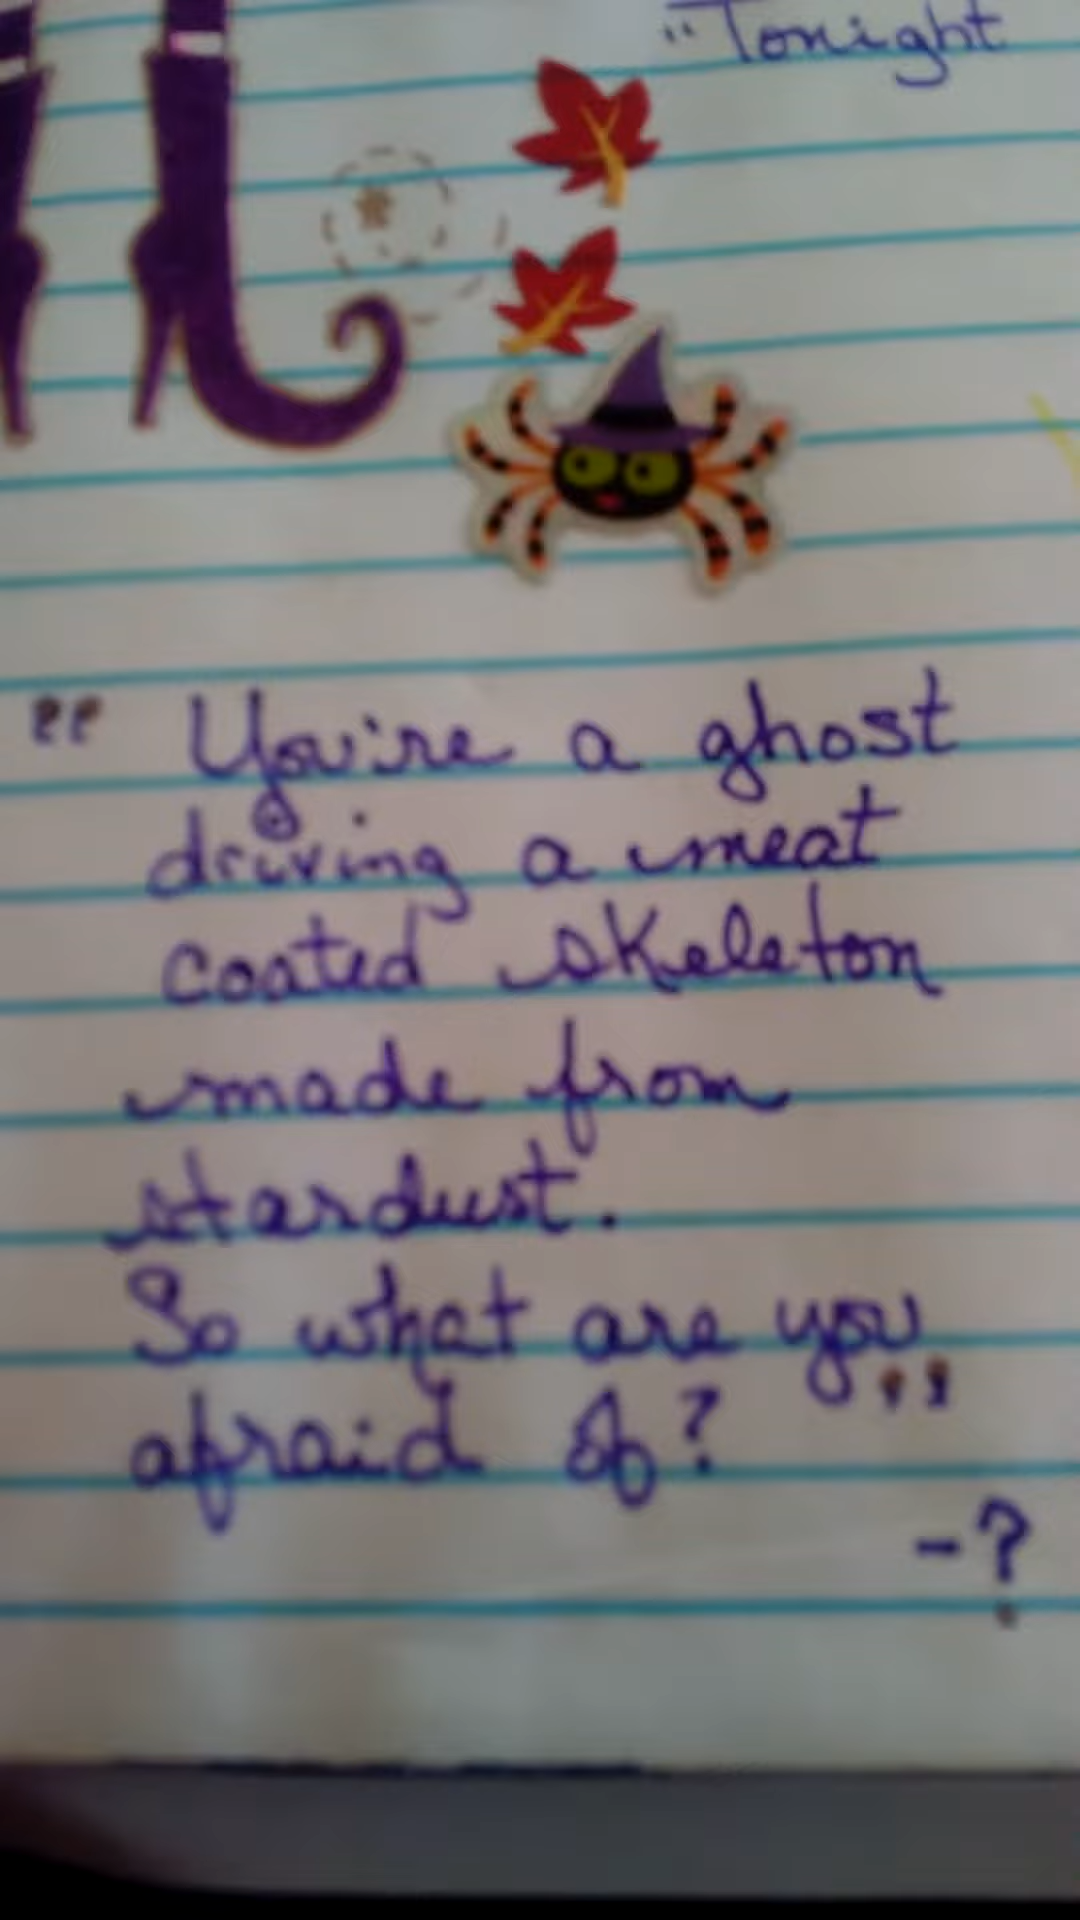 "Tonight
"You're a ghost
driving a meat
coated skeleton
made from
stardust.
So what are you
afraid of?"
-?